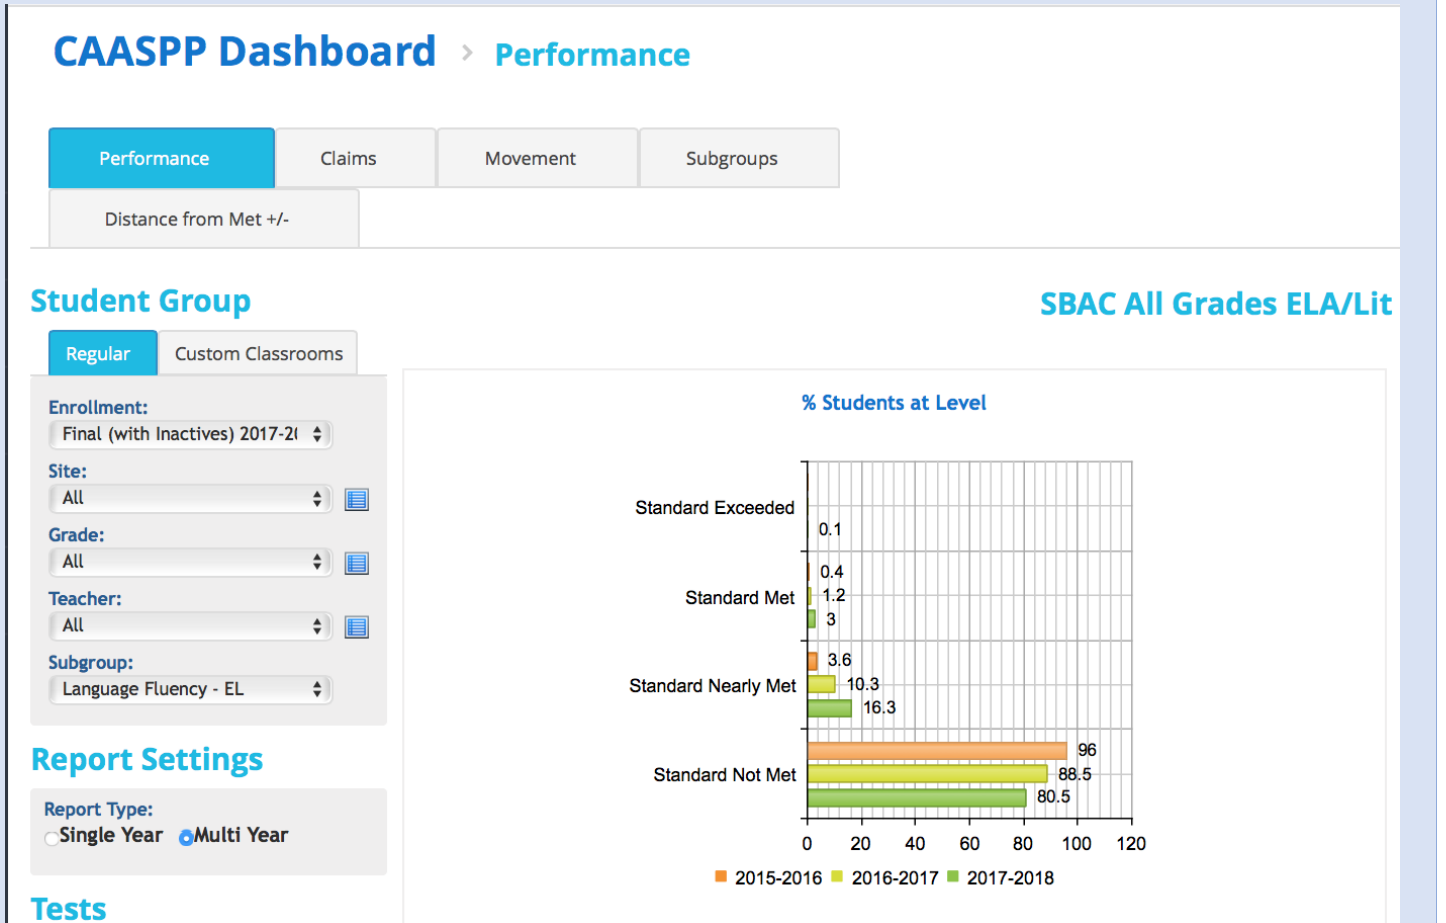 CAASPP Dashboard > Performance
Performance
Claims
Movement
Subgroups
Distance from Met +/-
Student Group
SBAC All Grades ELA/Lit
Regular
Custom Classrooms
Enrollment:
Final (with Inactives) 2017-2
Site:
All
Grade:
All
Teacher:
All
Subgroup:
Language Fluency - EL
Report Settings
Report Type:
Single Year Multi Year
Tests
% Students at Level
Standard Exceeded
0.1
0.4
Standard Met 1.2
3
3.6
Standard Nearly Met 10.3
16.3
96
Standard Not Met 88.5
80.5
0 20 40 60 80 100 120
2015-2016 2016-2017 2017-2018